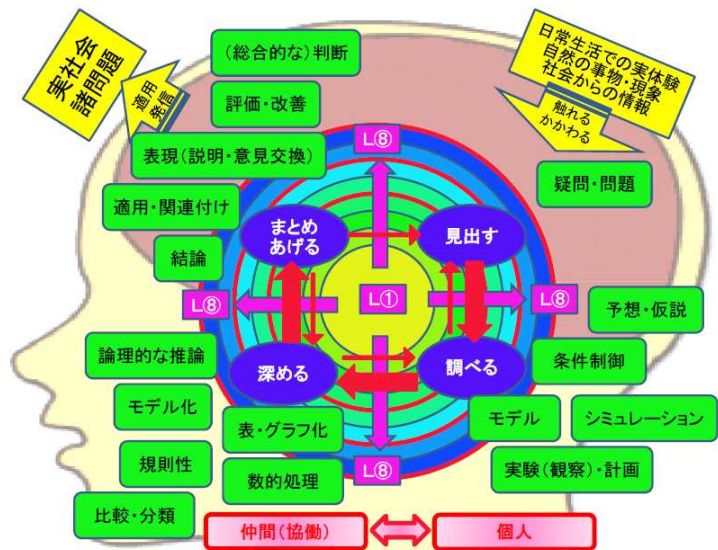 実社会
諸問題
適用
発信
(総合的な)判断
評価・改善
表現(説明・意見交換)
適用・関連付け
結論
日常生活での実体験
自然の事物・現象
社会からの情報
触れる
かかわる
疑問・問題
L⑧
まとめ
あげる
見出す
L⑧
L①
L⑧
予想・仮説
論理的な推論
深める
調べる
条件制御
モデル化
表・グラフ化
モデル
シミュレーション
規則性
数的処理
L⑧
実験(観察)・計画
比較・分類
仲間(協働)
個人